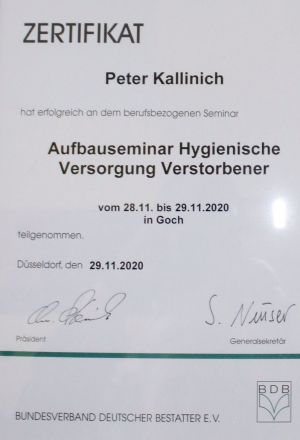 ZERTIFIKAT
Peter Kallinich
hat erfolgreich an dem berufsbezogenen Seminar
Aufbauseminar Hygienische
Versorgung Verstorbener
vom 28.11. bis 29.11.2020
in Goch
teilgenommen.
Düsseldorf, den 29.11.2020
S. Neuser
Präsident Generalsekretär
BDB
BUNDESVERBAND DEUTSCHER BESTATTER E.V.